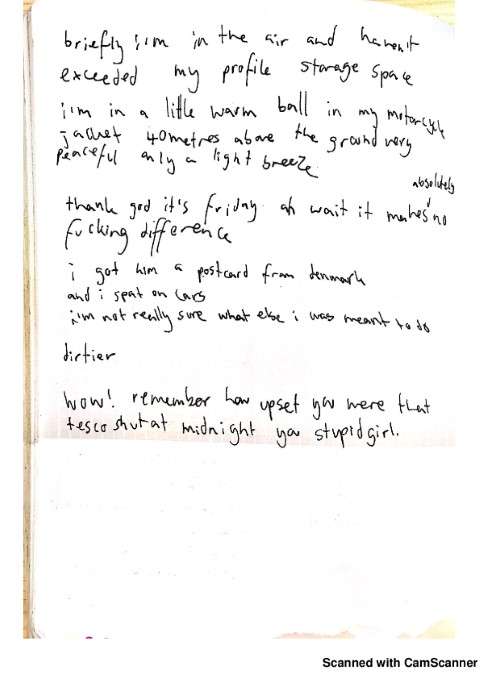 briefly i'm in the air and haven't
exceeded my profile storage space
i'm in a little warm ball in my motorcycle
jacket 40metres above the ground very
peaceful only a light breeze
absolutely
thank god it's friday oh wait it makes no
fucking difference
i got him a postcard from denmark
and i spat on cars
i'm not really sure what else i was meant to do
dirtier
wow! remember how upset you were that
tesco shut at midnight you stupid girl.
Scanned with CamScanner